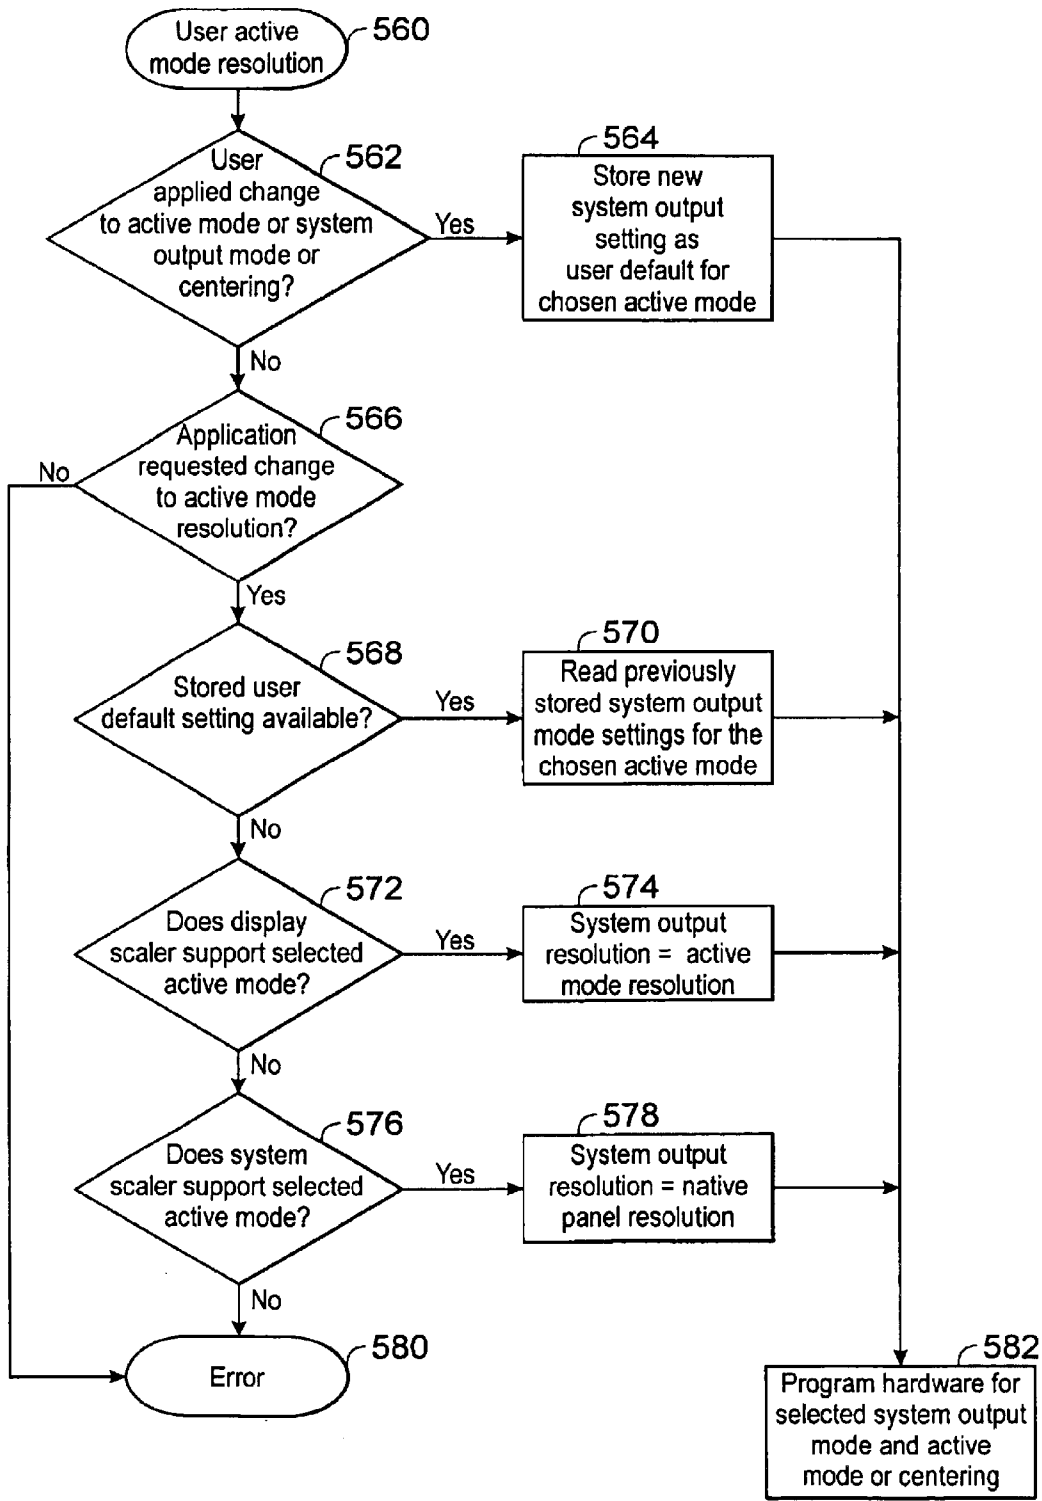 User active
mode resolution
560
User
applied change
to active mode or system
output mode or
centering?
562
Yes
564
Store new
system output
setting as
user default for
chosen active mode
No
566
Application
requested change
to active mode
resolution?
No
Yes
568
Stored user
default setting available?
Yes
570
Read previously
stored system output
mode settings for the
chosen active mode
No
572
Does display
scaler support selected
active mode?
Yes
574
System output
resolution = active
mode resolution
No
576
Does system
scaler support selected
active mode?
Yes
578
System output
resolution = native
panel resolution
No
580
Error
582
Program hardware for
selected system output
mode and active
mode or centering